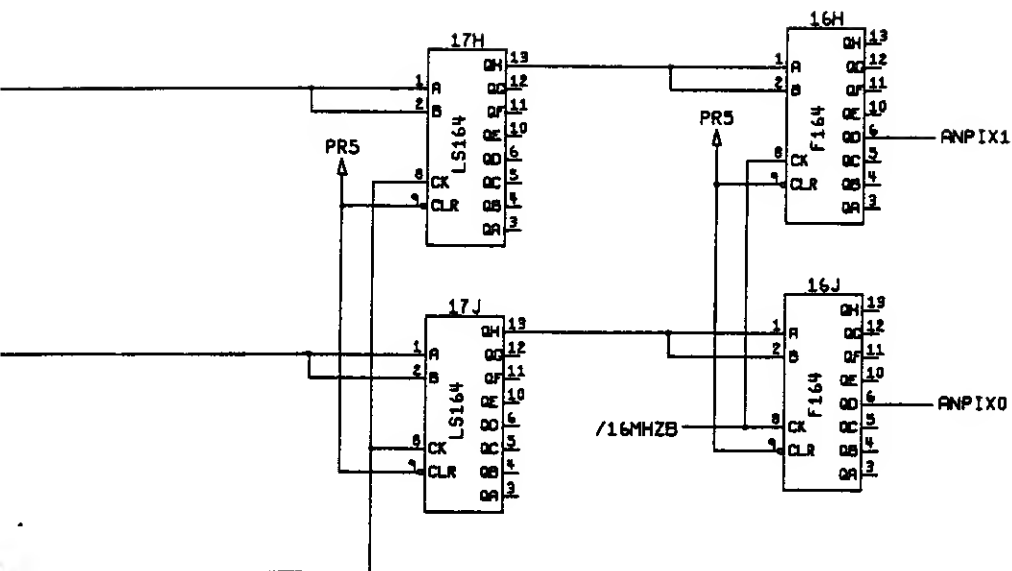 17H
1 A
2 B
8 CK
9 CLR
LS164
QH 13
QG 12
QF 11
QE 10
QD 6
QC 5
QB 4
QA 3
PR5
16H
1 A
2 B
8 CK
9 CLR
F164
QH 13
QG 12
QF 11
QE 10
QD 6
QC 5
QB 4
QA 3
PR5
ANPIX1
17J
1 A
2 B
8 CK
9 CLR
LS164
QH 13
QG 12
QF 11
QE 10
QD 6
QC 5
QB 4
QA 3
16J
1 A
2 B
8 CK
9 CLR
F164
QH 13
QG 12
QF 11
QE 10
QD 6
QC 5
QB 4
QA 3
/16MHZB
ANPIX0